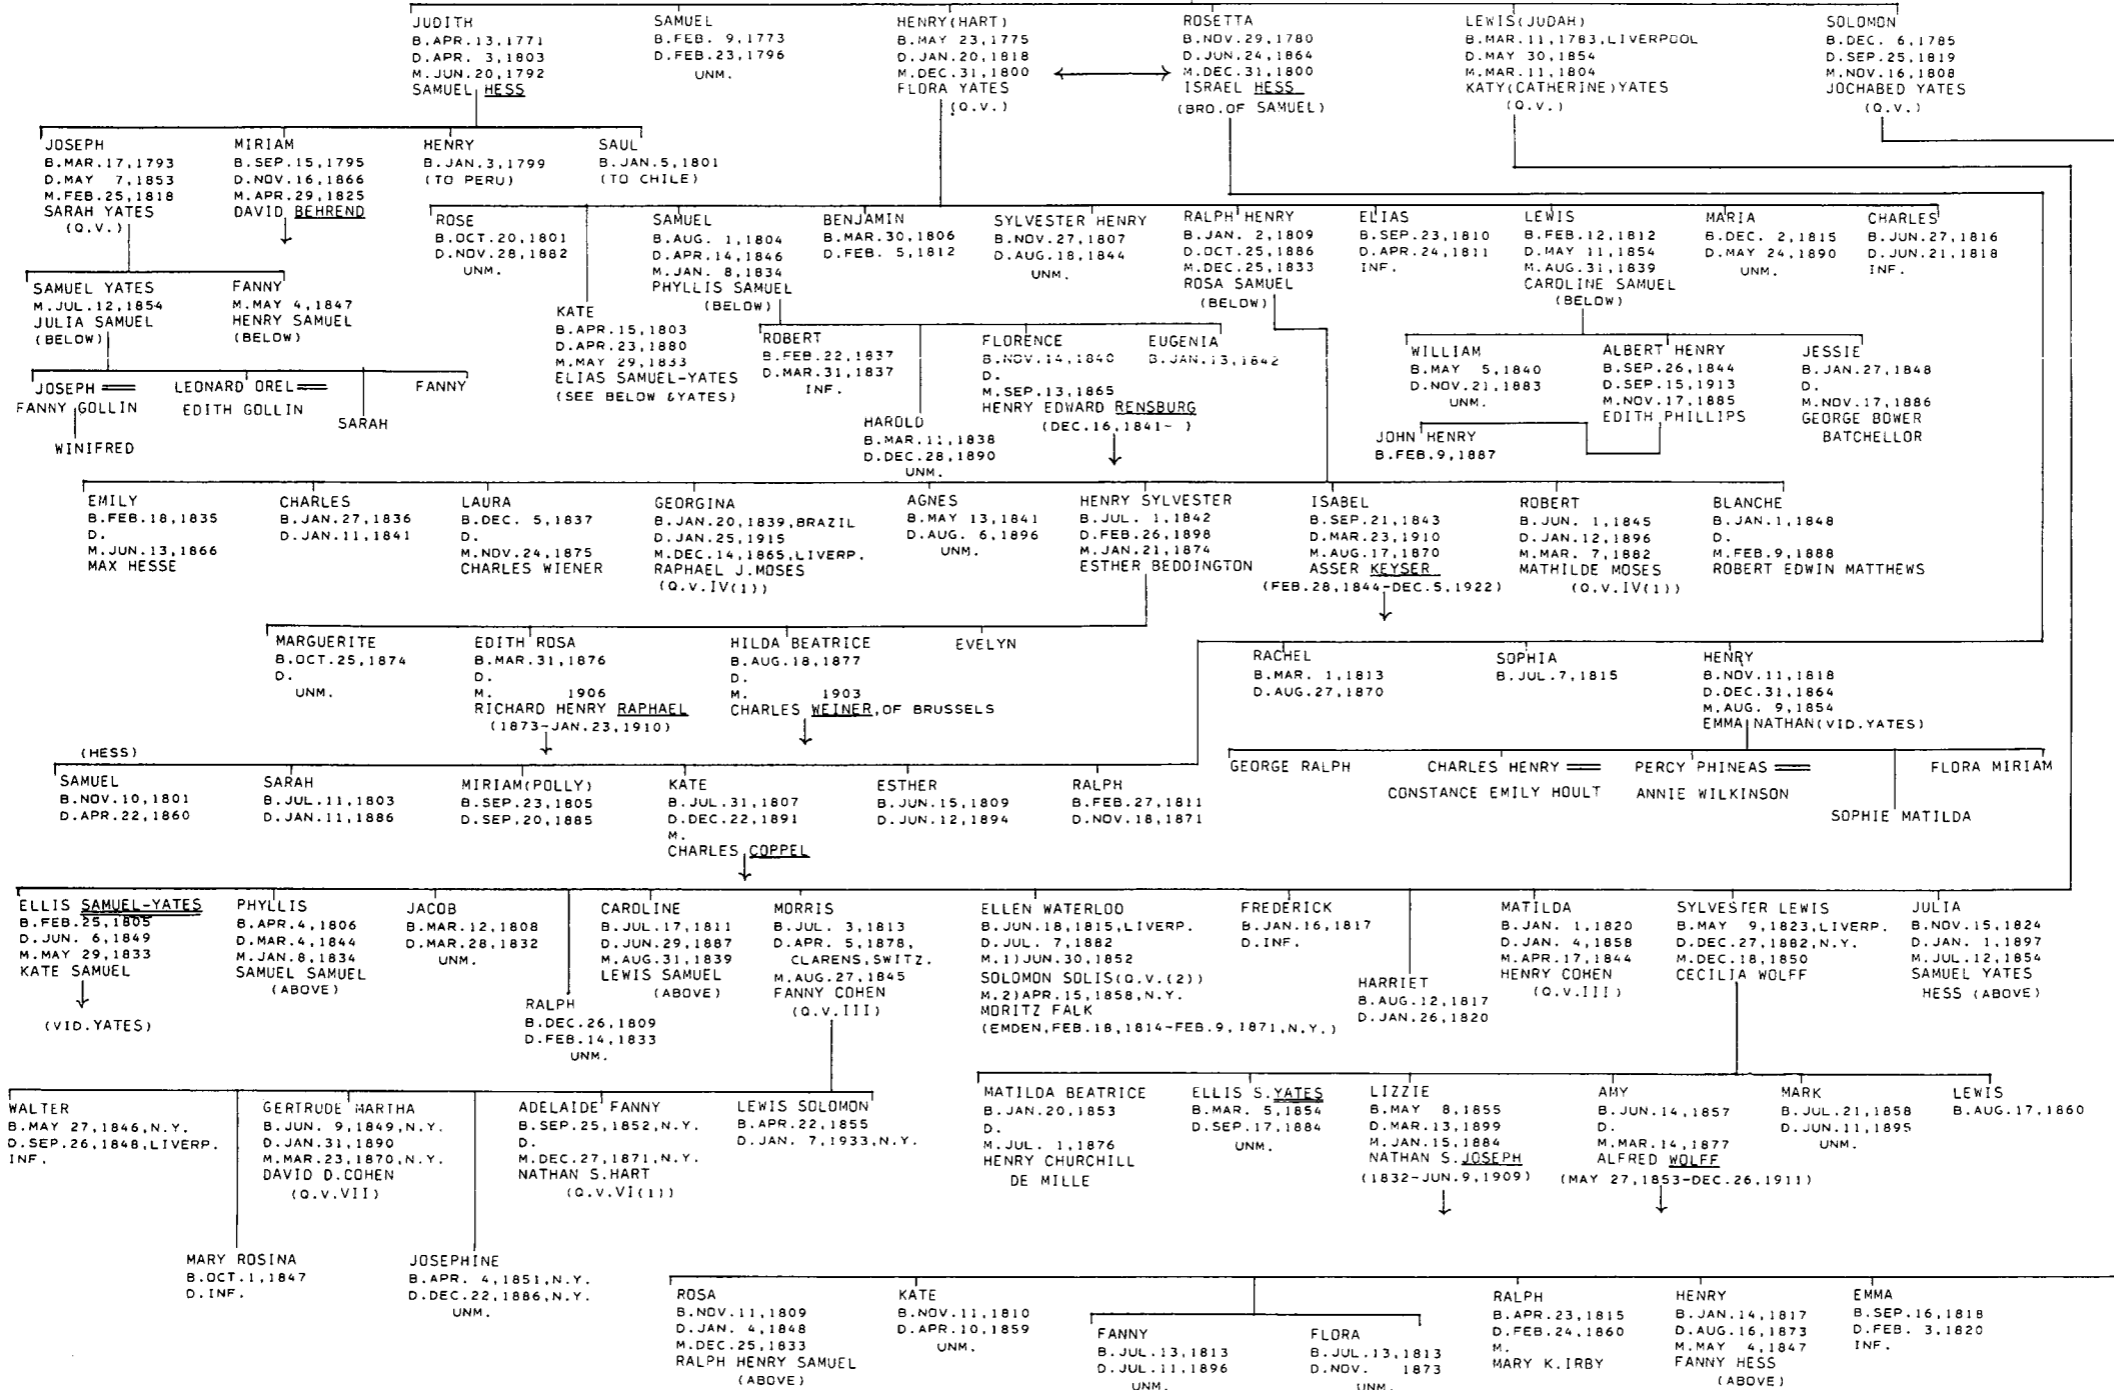 JUDITH
B.APR.13,1771
D.APR. 3,1803
M.JUN.20,1792
SAMUEL HESS
SAMUEL
B.FEB. 9,1773
D.FEB.23,1796
UNM.
HENRY(HART)
B.MAY 23,1775
D.JAN.20,1818
M.DEC.31,1800
FLORA YATES
(Q.V.)
ROSETTA
B.NOV.29,1780
D.JUN.24,1864
M.DEC.31,1800
ISRAEL HESS
(BRO.OF SAMUEL)
LEWIS(JUDAH)
B.MAR.11,1783,LIVERPOOL
D.MAY 30,1854
M.MAR.11,1804
KATY(CATHERINE)YATES
(Q.V.)
SOLOMON
B.DEC. 6,1785
D.SEP.25,1819
M.NOV.16,1808
JOCHABED YATES
(Q.V.)
JOSEPH
B.MAR.17,1793
D.MAY 7,1853
M.FEB.25,1818
SARAH YATES
(Q.V.)
MIRIAM
B.SEP.15,1795
D.NOV.16,1866
M.APR.29,1825
DAVID BEHREND
HENRY
B.JAN.3,1799
(TO PERU)
SAUL
B.JAN.5,1801
(TO CHILE)
ROSE
B.OCT.20,1801
D.NOV.28,1882
UNM.
KATE
B.APR.15,1803
D.APR.23,1880
M.MAY 29,1833
ELIAS SAMUEL-YATES
(SEE BELOW &YATES)
SAMUEL
B.AUG. 1,1804
D.APR.14,1846
M.JAN. 8,1834
PHYLLIS SAMUEL
(BELOW)
BENJAMIN
B.MAR.30,1806
D.FEB. 5,1812
SYLVESTER HENRY
B.NOV.27,1807
D.AUG.18,1844
UNM.
RALPH HENRY
B.JAN. 2,1809
D.OCT.25,1886
M.DEC.25,1833
ROSA SAMUEL
(BELOW)
ELIAS
B.SEP.23,1810
D.APR.24,1811
INF.
LEWIS
B.FEB.12,1812
D.MAY 11,1854
M.AUG.31,1839
CAROLINE SAMUEL
(BELOW)
MARIA
B.DEC. 2,1815
D.MAY 24,1890
UNM.
CHARLES
B.JUN.27,1816
D.JUN.21,1818
INF.
SAMUEL YATES
M.JUL.12,1854
JULIA SAMUEL
(BELOW)
FANNY
M.MAY 4,1847
HENRY SAMUEL
(BELOW)
JOSEPH
FANNY GOLLIN
WINIFRED
LEONARD OREL
EDITH GOLLIN
SARAH
FANNY
ROBERT
B.FEB.22,1837
D.MAR.31,1837
INF.
HAROLD
B.MAR.11,1838
D.DEC.28,1890
UNM.
FLORENCE
B.NOV.14,1840
D.
M.SEP.13,1865
HENRY EDWARD RENSBURG
(DEC.16,1841- )
EUGENIA
B.JAN.13,1842
WILLIAM
B.MAY 5,1840
D.NOV.21,1883
UNM.
ALBERT HENRY
B.SEP.26,1844
D.SEP.15,1913
M.NOV.17,1885
EDITH PHILLIPS
JESSIE
B.JAN.27,1848
D.
M.NOV.17,1886
GEORGE BOWER
BATCHELLOR
JOHN HENRY
B.FEB.9,1887
EMILY
B.FEB.18,1835
D.
M.JUN.13,1866
MAX HESSE
CHARLES
B.JAN.27,1836
D.JAN.11,1841
LAURA
B.DEC. 5,1837
D.
M.NOV.24,1875
CHARLES WIENER
GEORGINA
B.JAN.20,1839,BRAZIL
D.JAN.25,1915
M.DEC.14,1865,LIVERP.
RAPHAEL J.MOSES
(Q.V.IV(1))
AGNES
B.MAY 13,1841
D.AUG. 6,1896
UNM.
HENRY SYLVESTER
B.JUL. 1,1842
D.FEB.26,1898
M.JAN.21,1874
ESTHER BEDDINGTON
ISABEL
B.SEP.21,1843
D.MAR.23,1910
M.AUG.17,1870
ASSER KEYSER
(FEB.28,1844-DEC.5,1922)
ROBERT
B.JUN. 1,1845
D.JAN.12,1896
M.MAR. 7,1882
MATHILDE MOSES
(Q.V.IV(1))
BLANCHE
B.JAN.1,1848
D.
M.FEB.9,1888
ROBERT EDWIN MATTHEWS
MARGUERITE
B.OCT.25,1874
D.
UNM.
EDITH ROSA
B.MAR.31,1876
D.
M. 1906
RICHARD HENRY RAPHAEL
(1873-JAN.23,1910)
HILDA BEATRICE
B.AUG.18,1877
D.
M. 1903
CHARLES WEINER,OF BRUSSELS
EVELYN
RACHEL
B.MAR. 1,1813
D.AUG.27,1870
SOPHIA
B.JUL.7,1815
HENRY
B.NOV.11,1818
D.DEC.31,1864
M.AUG. 9,1854
EMMA NATHAN(VID.YATES)
GEORGE RALPH
CHARLES HENRY
CONSTANCE EMILY HOULT
PERCY PHINEAS
ANNIE WILKINSON
SOPHIE MATILDA
FLORA MIRIAM
(HESS)
SAMUEL
B.NOV.10,1801
D.APR.22,1860
SARAH
B.JUL.11,1803
D.JAN.11,1886
MIRIAM(POLLY)
B.SEP.23,1805
D.SEP.20,1885
KATE
B.JUL.31,1807
D.DEC.22,1891
M.
CHARLES COPPEL
ESTHER
B.JUN.15,1809
D.JUN.12,1894
RALPH
B.FEB.27,1811
D.NOV.18,1871
ELLIS SAMUEL-YATES
B.FEB.25,1805
D.JUN. 6,1849
M.MAY 29,1833
KATE SAMUEL
(VID.YATES)
PHYLLIS
B.APR.4,1806
D.MAR.4,1844
M.JAN.8,1834
SAMUEL SAMUEL
(ABOVE)
JACOB
B.MAR.12,1808
D.MAR.28,1832
UNM.
RALPH
B.DEC.26,1809
D.FEB.14,1833
UNM.
CAROLINE
B.JUL.17,1811
D.JUN.29,1887
M.AUG.31,1839
LEWIS SAMUEL
(ABOVE)
MORRIS
B.JUL. 3,1813
D.APR. 5,1878,
CLARENS,SWITZ.
M.AUG.27,1845
FANNY COHEN
(Q.V.III)
ELLEN WATERLOO
B.JUN.18,1815,LIVERP.
D.JUL. 7,1882
M.1)JUN.30,1852
SOLOMON SOLIS(Q.V.(2))
M.2)APR.15,1858,N.Y.
MORITZ FALK
(EMDEN,FEB.18,1814-FEB.9,1871,N.Y.)
FREDERICK
B.JAN.16,1817
D.INF.
HARRIET
B.AUG.12,1817
D.JAN.26,1820
MATILDA
B.JAN. 1,1820
D.JAN. 4,1858
M.APR.17,1844
HENRY COHEN
(Q.V.III)
SYLVESTER LEWIS
B.MAY 9,1823,LIVERP.
D.DEC.27,1882,N.Y.
M.DEC.18,1850
CECILIA WOLFF
JULIA
B.NOV.15,1824
D.JAN. 1,1897
M.JUL.12,1854
SAMUEL YATES
HESS (ABOVE)
WALTER
B.MAY 27,1846,N.Y.
D.SEP.26,1848,LIVERP.
INF.
MARY ROSINA
B.OCT.1,1847
D.INF.
GERTRUDE MARTHA
B.JUN. 9,1849,N.Y.
D.JAN.31,1890
M.MAR.23,1870,N.Y.
DAVID D.COHEN
(Q.V.VII)
JOSEPHINE
B.APR. 4,1851,N.Y.
D.DEC.22,1886,N.Y.
UNM.
ADELAIDE FANNY
B.SEP.25,1852,N.Y.
D.
M.DEC.27,1871,N.Y.
NATHAN S.HART
(Q.V.VI(1))
LEWIS SOLOMON
B.APR.22,1855
D.JAN. 7,1933,N.Y.
MATILDA BEATRICE
B.JAN.20,1853
D.
M.JUL. 1,1876
HENRY CHURCHILL
DE MILLE
ELLIS S.YATES
B.MAR. 5,1854
D.SEP.17,1884
UNM.
LIZZIE
B.MAY 8,1855
D.MAR.13,1899
M.JAN.15,1884
NATHAN S.JOSEPH
(1832-JUN.9,1909)
AMY
B.JUN.14,1857
D.
M.MAR.14,1877
ALFRED WOLFF
(MAY 27,1853-DEC.26,1911)
MARK
B.JUL.21,1858
D.JUN.11,1895
UNM.
LEWIS
B.AUG.17,1860
ROSA
B.NOV.11,1809
D.JAN. 4,1848
M.DEC.25,1833
RALPH HENRY SAMUEL
(ABOVE)
KATE
B.NOV.11,1810
D.APR.10,1859
UNM.
FANNY
B.JUL.13,1813
D.JUL.11,1896
UNM.
FLORA
B.JUL.13,1813
D.NOV. 1873
UNM.
RALPH
B.APR.23,1815
D.FEB.24,1860
M.
MARY K.IRBY
HENRY
B.JAN.14,1817
D.AUG.16,1873
M.MAY 4,1847
FANNY HESS
(ABOVE)
EMMA
B.SEP.16,1818
D.FEB. 3,1820
INF.